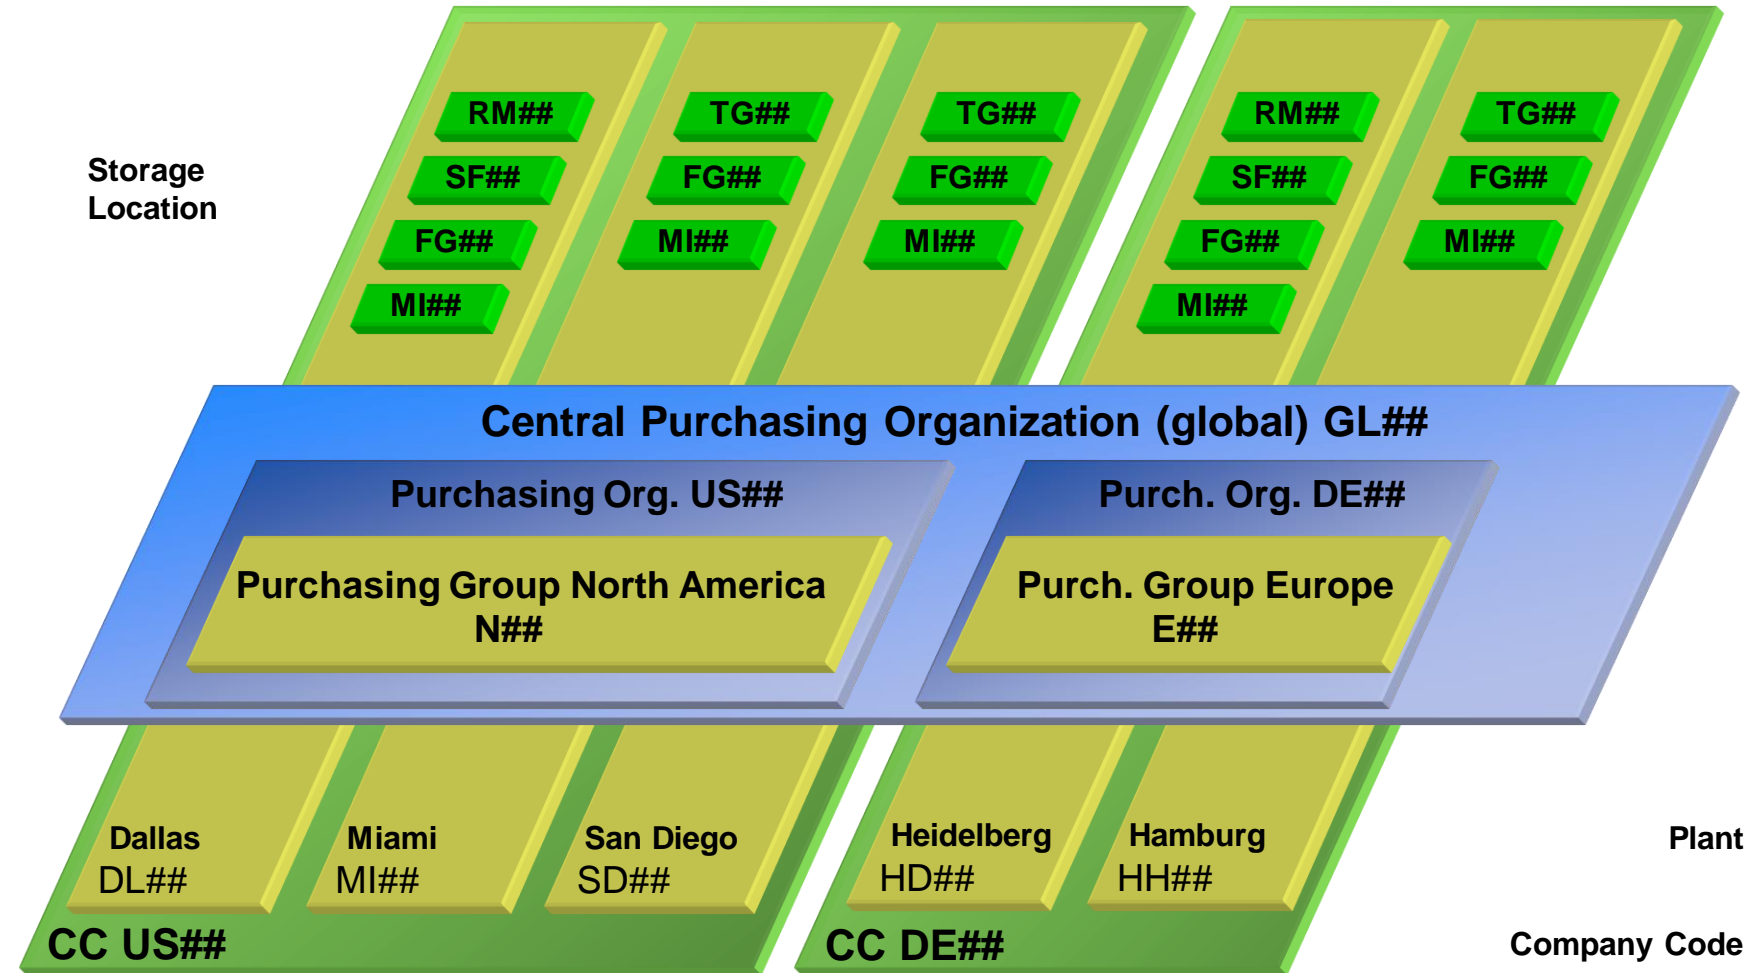 RM##
TG##
TG##
RM##
TG##
Storage
Location
SF##
FG##
FG##
SF##
FG##
FG##
MI##
MI##
FG##
MI##
MI##
MI##
Central Purchasing Organization (global) GL##
Purchasing Org. US##
Purch. Org. DE##
Purchasing Group North America
N##
Purch. Group Europe
E##
Dallas
DL##
Miami
MI##
San Diego
SD##
Heidelberg
HD##
Hamburg
HH##
Plant
CC US##
CC DE##
Company Code